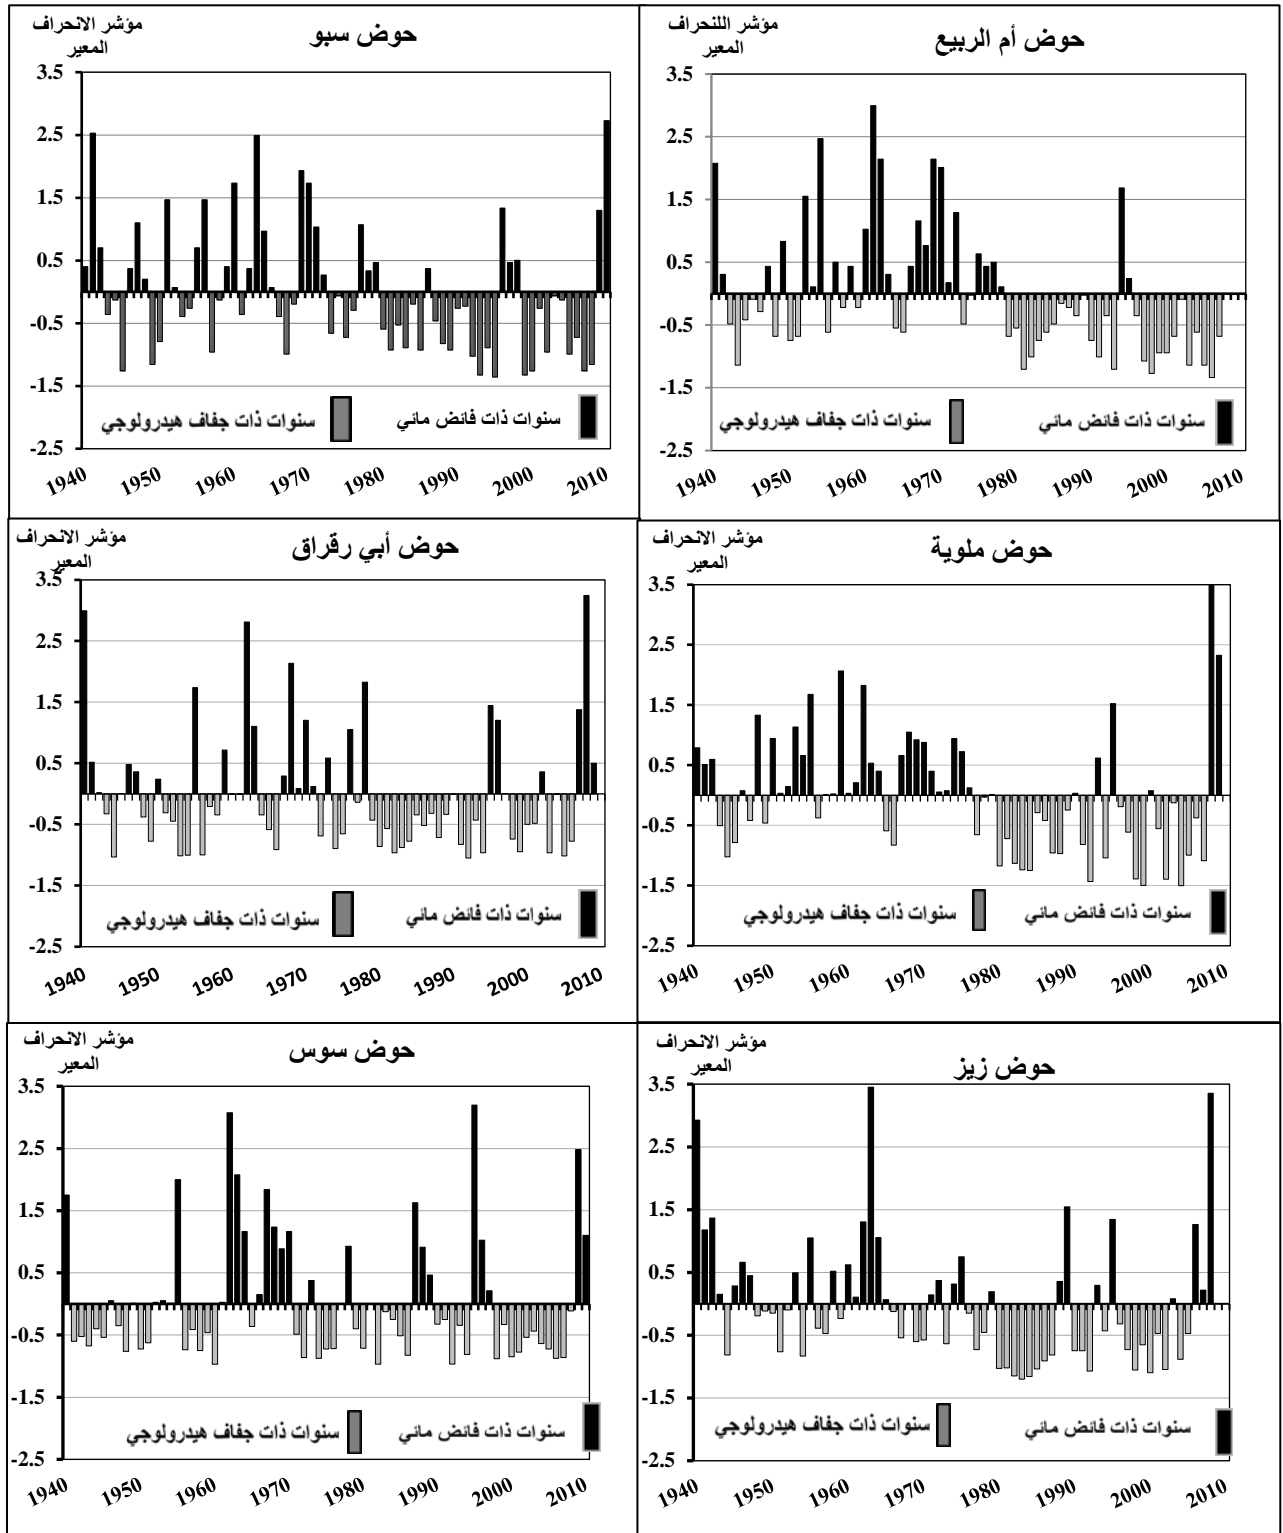 مؤشر الانحراف
المعير
حوض سبو
3.5
2.5
1.5
0.5
-0.5
-1.5
-2.5
سنوات ذات جفاف هيدرولوجي
سنوات ذات فائض مائي
1940 1950 1960 1970 1980 1990 2000 2010
مؤشر اللنحراف
المعير
حوض أم الربيع
3.5
2.5
1.5
0.5
-0.5
-1.5
-2.5
سنوات ذات جفاف هيدرولوجي
سنوات ذات فائض مائي
1940 1950 1960 1970 1980 1990 2000 2010
مؤشر الانحراف
المعير
حوض أبي رقراق
3.5
2.5
1.5
0.5
-0.5
-1.5
-2.5
سنوات ذات جفاف هيدرولوجي
سنوات ذات فائض مائي
1940 1950 1960 1970 1980 1990 2000 2010
مؤشر الانحراف
المعير
حوض ملوية
3.5
2.5
1.5
0.5
-0.5
-1.5
-2.5
سنوات ذات جفاف هيدرولوجي
سنوات ذات فائض مائي
1940 1950 1960 1970 1980 1990 2000 2010
مؤشر الانحراف
المعير
حوض سوس
3.5
2.5
1.5
0.5
-0.5
-1.5
-2.5
سنوات ذات جفاف هيدرولوجي
سنوات ذات فائض مائي
1940 1950 1960 1970 1980 1990 2000 2010
مؤشر الانحراف
المعير
حوض زيز
3.5
2.5
1.5
0.5
-0.5
-1.5
-2.5
سنوات ذات جفاف هيدرولوجي
سنوات ذات فائض مائي
1940 1950 1960 1970 1980 1990 2000 2010